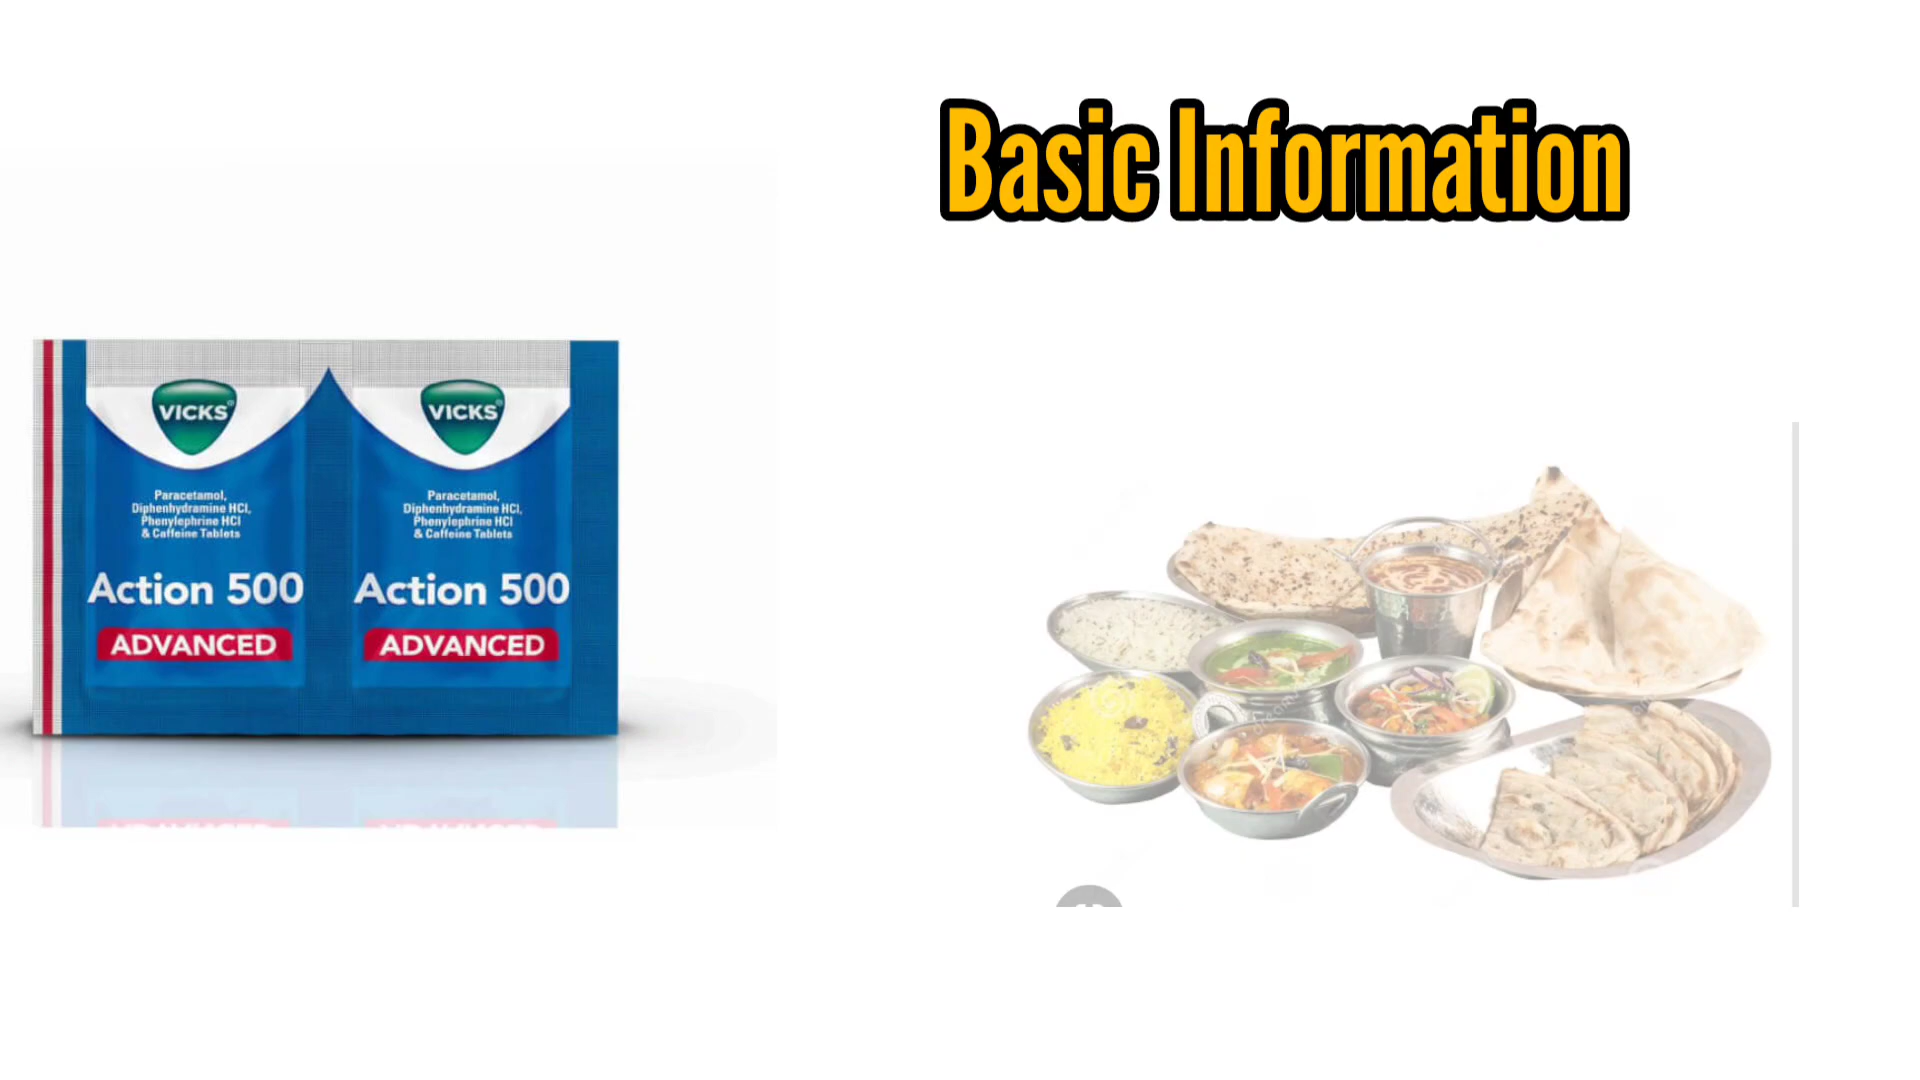 Basic Information
VICKS
Paracetamol,
Diphenhydramine HCl,
Phenylephrine HCl
& Caffeine Tablets
Action 500
ADVANCED
VICKS
Paracetamol,
Diphenhydramine HCl,
Phenylephrine HCl
& Caffeine Tablets
Action 500
ADVANCED